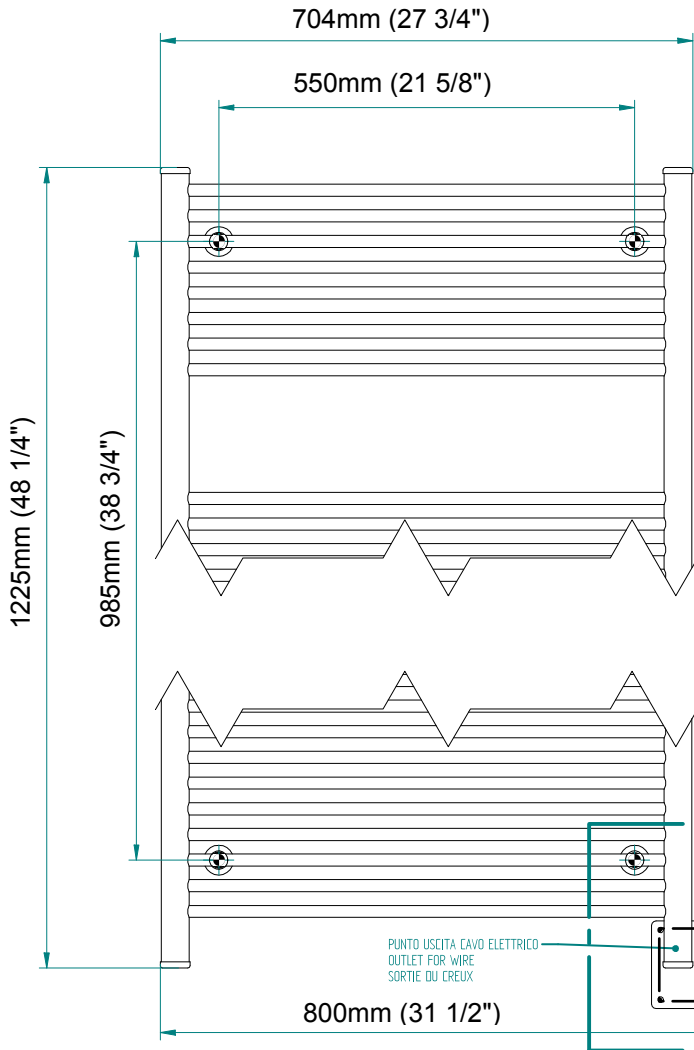 704mm (27 3/4")
550mm (21 5/8")
1225mm (48 1/4")
985mm (38 3/4")
PUNTO USCITA CAVO ELETTRICO
OUTLET FOR WIRE
SORTIE DU CREUX
800mm (31 1/2")